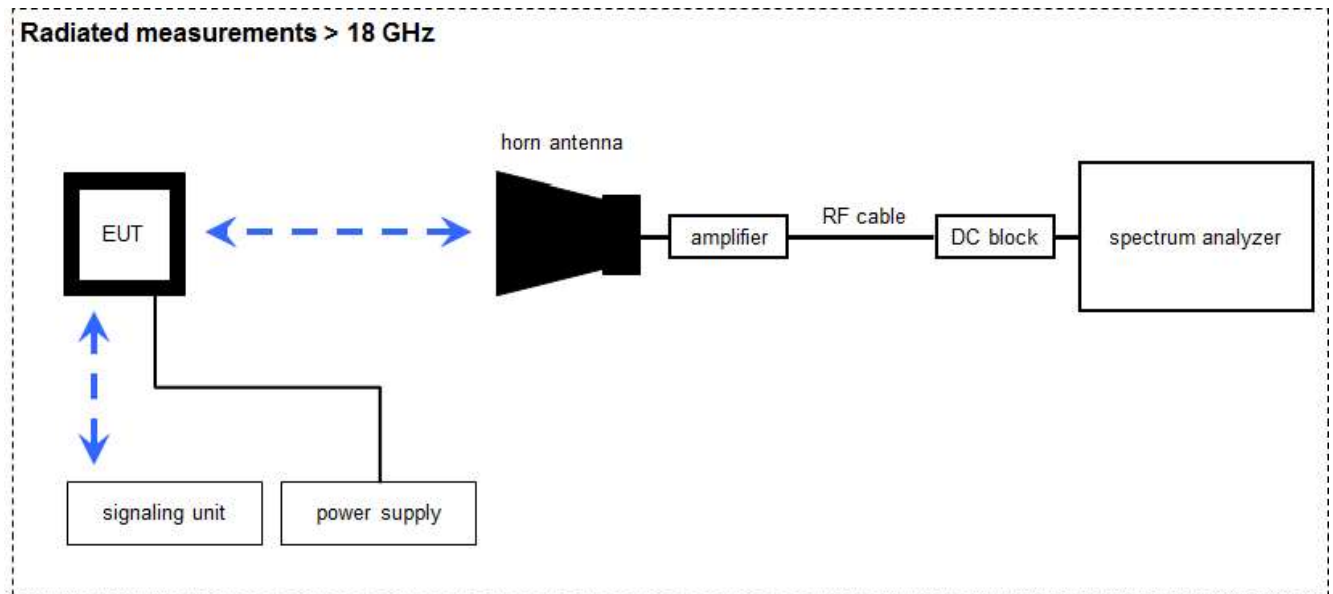 Radiated measurements > 18 GHz
horn antenna
EUT
amplifier
RF cable
DC block
spectrum analyzer
signaling unit
power supply